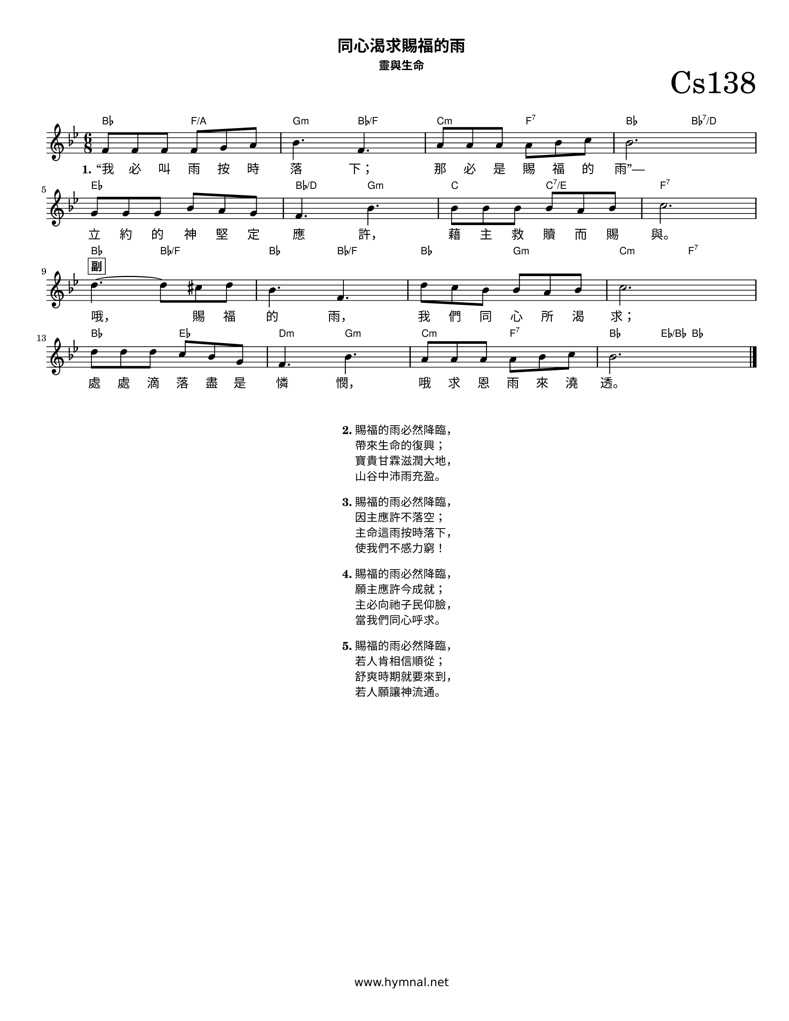 同心渴求賜福的雨
靈與生命
Cs138
B♭ F/A Gm B♭/F Cm F7 B♭ B♭7/D
6
8
1. “我 必 叫 雨 按 時 落 下； 那 必 是 賜 福 的 雨”—
5
E♭ B♭/D Gm C C7/E F7
立 約 的 神 堅 定 應 許， 藉 主 救 贖 而 賜 與。
B♭ B♭/F B♭ B♭/F B♭ Gm Cm F7
9 副
哦， 賜 福 的 雨， 我 們 同 心 所 渴 求；
13
B♭ E♭ Dm Gm Cm F7 B♭ E♭/B♭ B♭
處 處 滴 落 盡 是 憐 憫， 哦 求 恩 雨 來 澆 透。
2. 賜福的雨必然降臨，
帶來生命的復興；
寶貴甘霖滋潤大地，
山谷中沛雨充盈。
3. 賜福的雨必然降臨，
因主應許不落空；
主命這雨按時落下，
使我們不感力窮！
4. 賜福的雨必然降臨，
願主應許今成就；
主必向祂子民仰臉，
當我們同心呼求。
5. 賜福的雨必然降臨，
若人肯相信順從；
舒爽時期就要來到，
若人願讓神流通。
www.hymnal.net